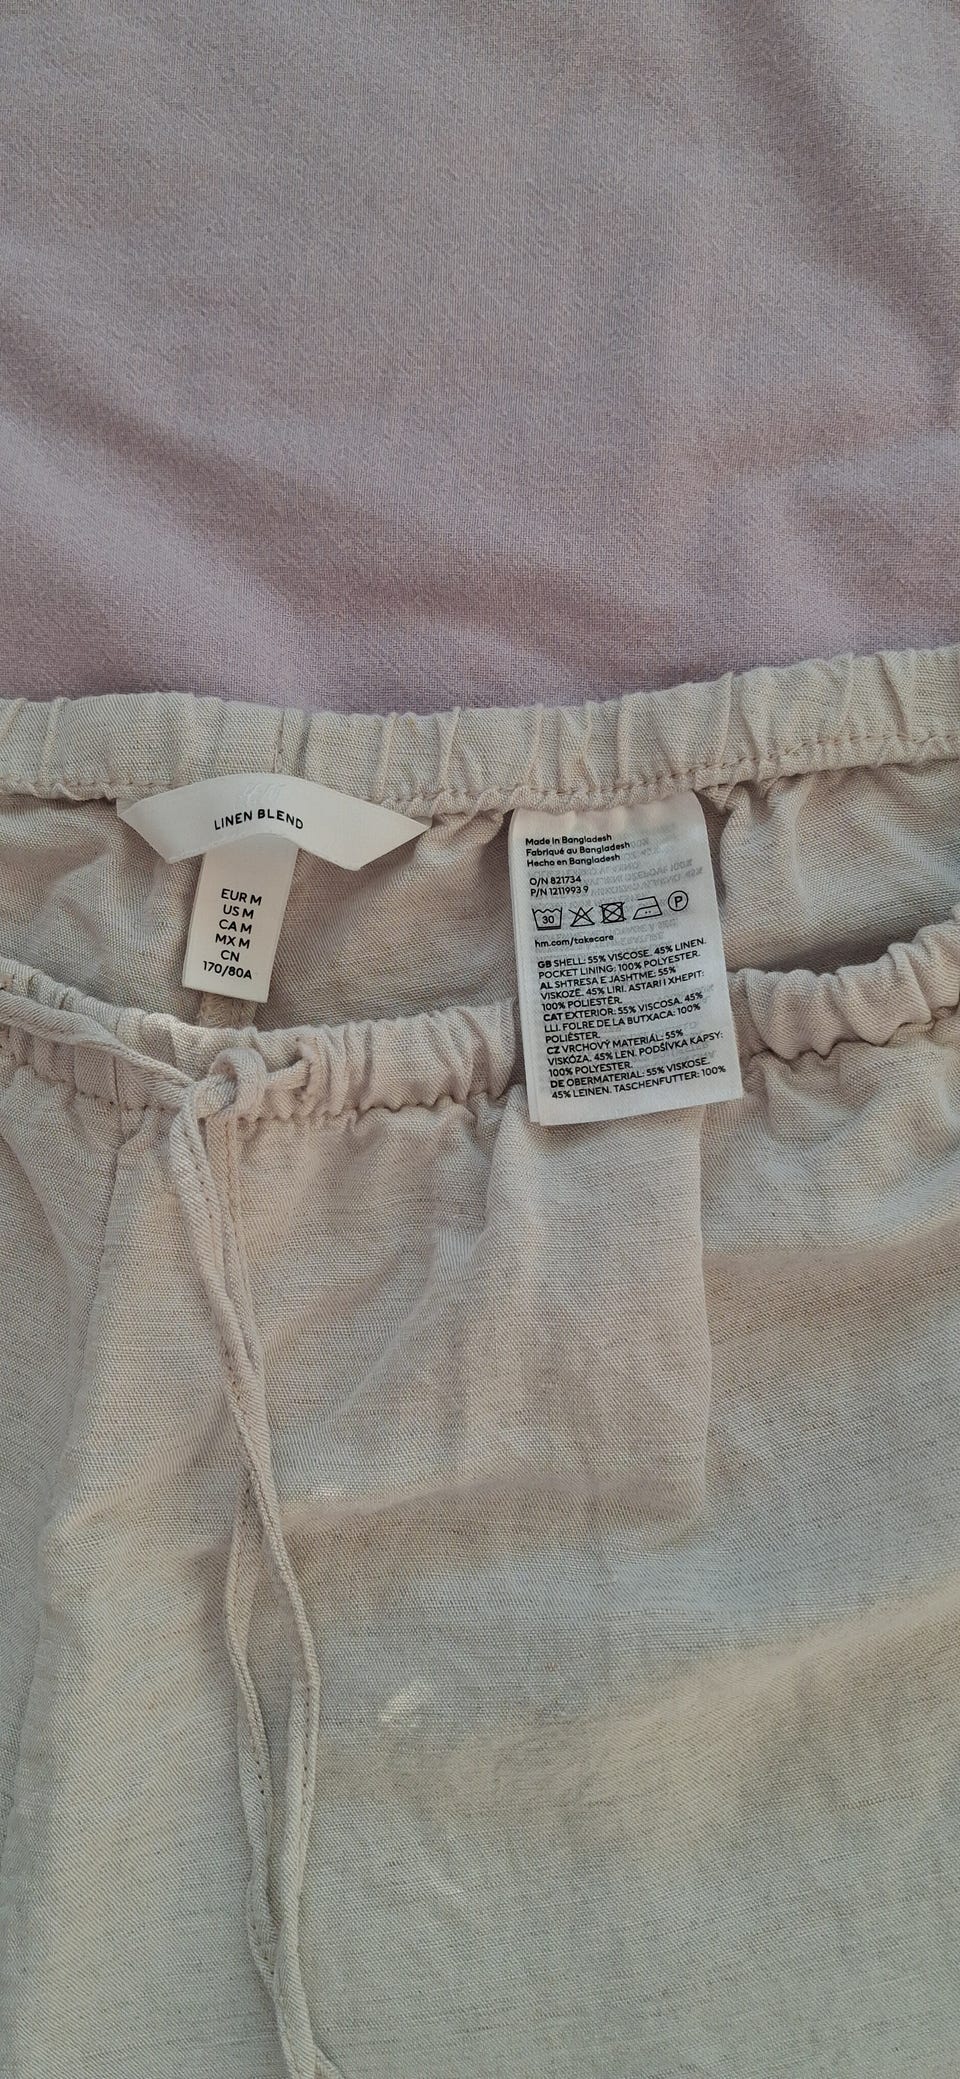 LINEN BLEND
EUR M
US M
CA M
MX M
CN
170/80A
Made in Bangladesh
Fabriqué au Bangladesh
Hecho en Bangladesh
O/N 821734
P/N 1211993 9
30
P
hm.com/takecare
GB SHELL: 55% VISCOSE. 45% LINEN.
POCKET LINING: 100% POLYESTER.
AL SHTRESA E JASHTME: 55%
VISKOZË. 45% LIRI. ASTARI I XHEPIT:
100% POLIESTËR.
CAT EXTERIOR: 55% VISCOSA. 45%
LLI. FOLRE DE LA BUTXACA: 100%
POLIÈSTER.
CZ VRCHOVÝ MATERIÁL: 55%
VISKÓZA. 45% LEN. PODŠÍVKA KAPSY:
100% POLYESTER.
DE OBERMATERIAL: 55% VISKOSE.
45% LEINEN. TASCHENFUTTER: 100%